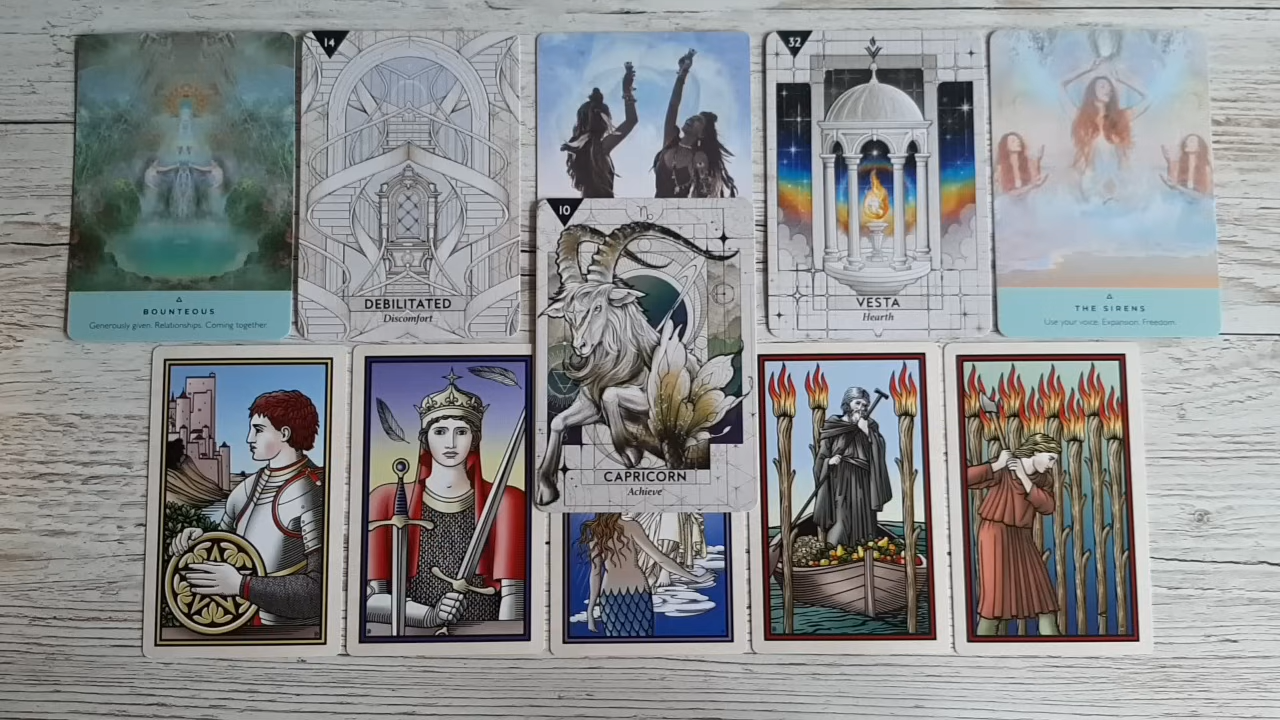 BOUNTEOUS
Generously given. Relationships. Coming together
14
DEBILITATED
Discomfort
10
CAPRICORN
Achieve
32
VESTA
Hearth
THE SIRENS
Use your voice. Expansion. Freedom